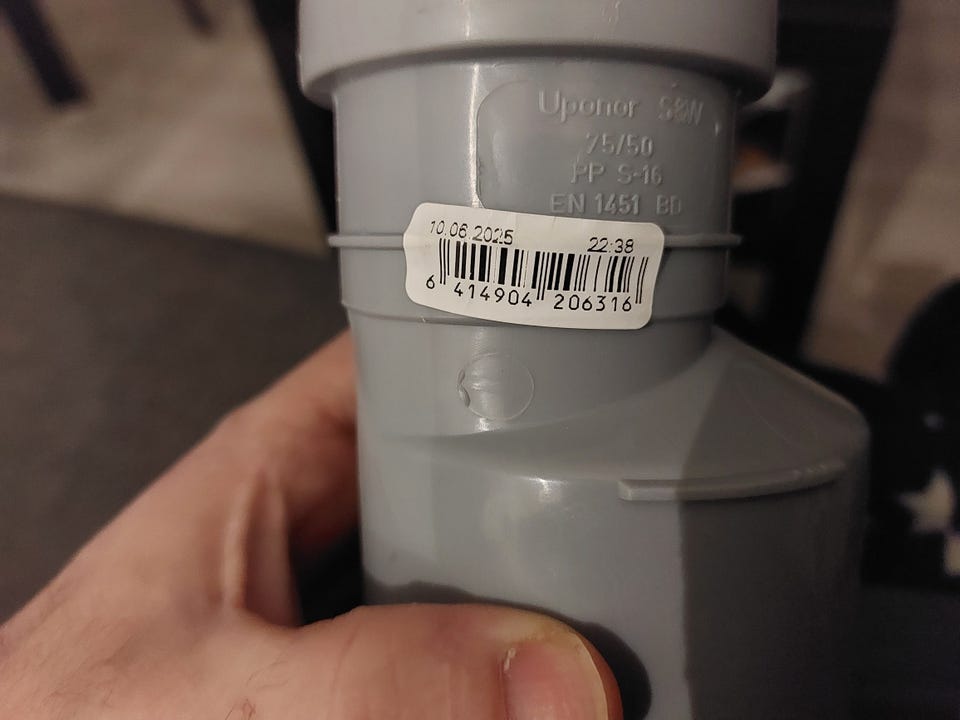 Uponor S&W
75/50
PP S-16
EN 1451 BD
10.06.2025 22:38
6 414904 206316